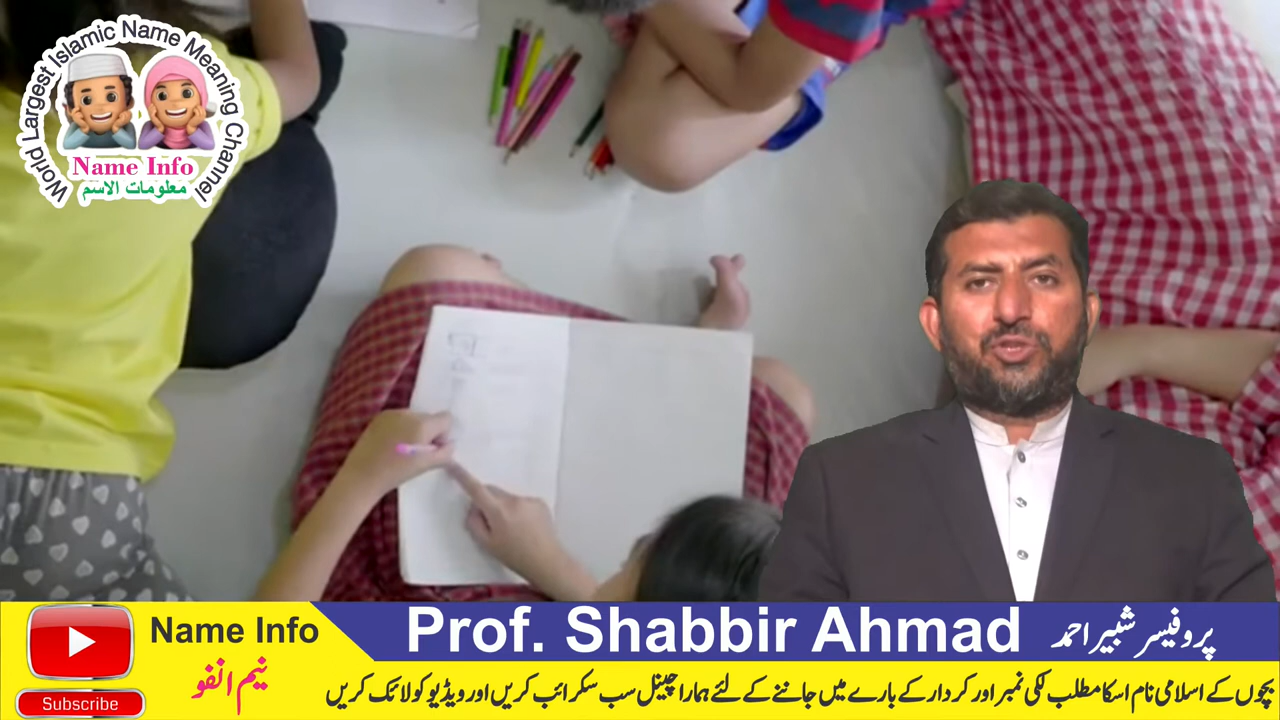 World Largest Islamic Name Meaning Channel
Name Info
معلومات الاسم
Name Info
نیم انفو
Subscribe
Prof. Shabbir Ahmad
پروفیسر شبیر احمد
بچوں کے اسلامی نام اسکا مطلب لکی نمبر اور کردار کے بارے میں جاننے کے لئے ہمارا چینل سب سکرائب کریں اور ویڈیو کو لائک کریں